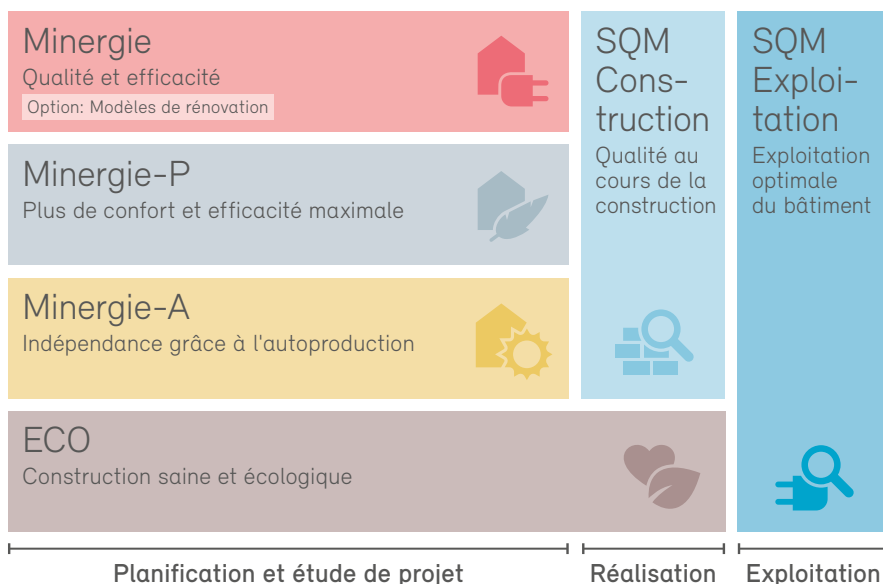 Minergie
Qualité et efficacité
Option: Modèles de rénovation
Minergie-P
Plus de confort et efficacité maximale
Minergie-A
Indépendance grâce à l'autoproduction
ECO
Construction saine et écologique
SQM
Cons-
truction
Qualité au
cours de la
construction
SQM
Exploi-
tation
Exploitation
optimale
du bâtiment
Planification et étude de projet
Réalisation
Exploitation